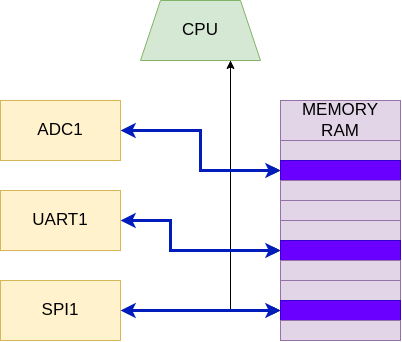 CPU
ADC1
MEMORY
RAM
UART1
SPI1